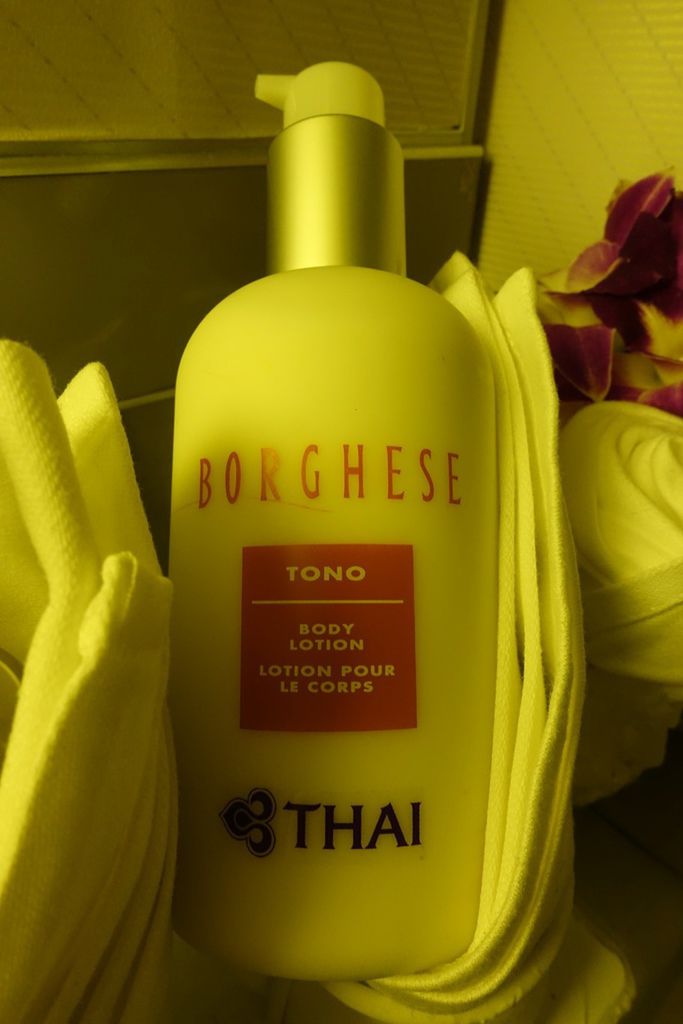 BORGHESE
TONO
BODY
LOTION
LOTION POUR
LE CORPS
THAI